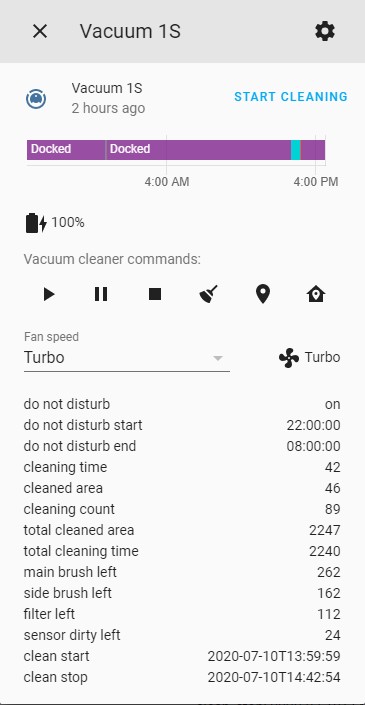 Vacuum 1S
Vacuum 1S
2 hours ago
START CLEANING
Docked Docked
4:00 AM 4:00 PM
100%
Vacuum cleaner commands:
Fan speed
Turbo Turbo
do not disturb on
do not disturb start 22:00:00
do not disturb end 08:00:00
cleaning time 42
cleaned area 46
cleaning count 89
total cleaned area 2247
total cleaning time 2240
main brush left 262
side brush left 162
filter left 112
sensor dirty left 24
clean start 2020-07-10T13:59:59
clean stop 2020-07-10T14:42:54